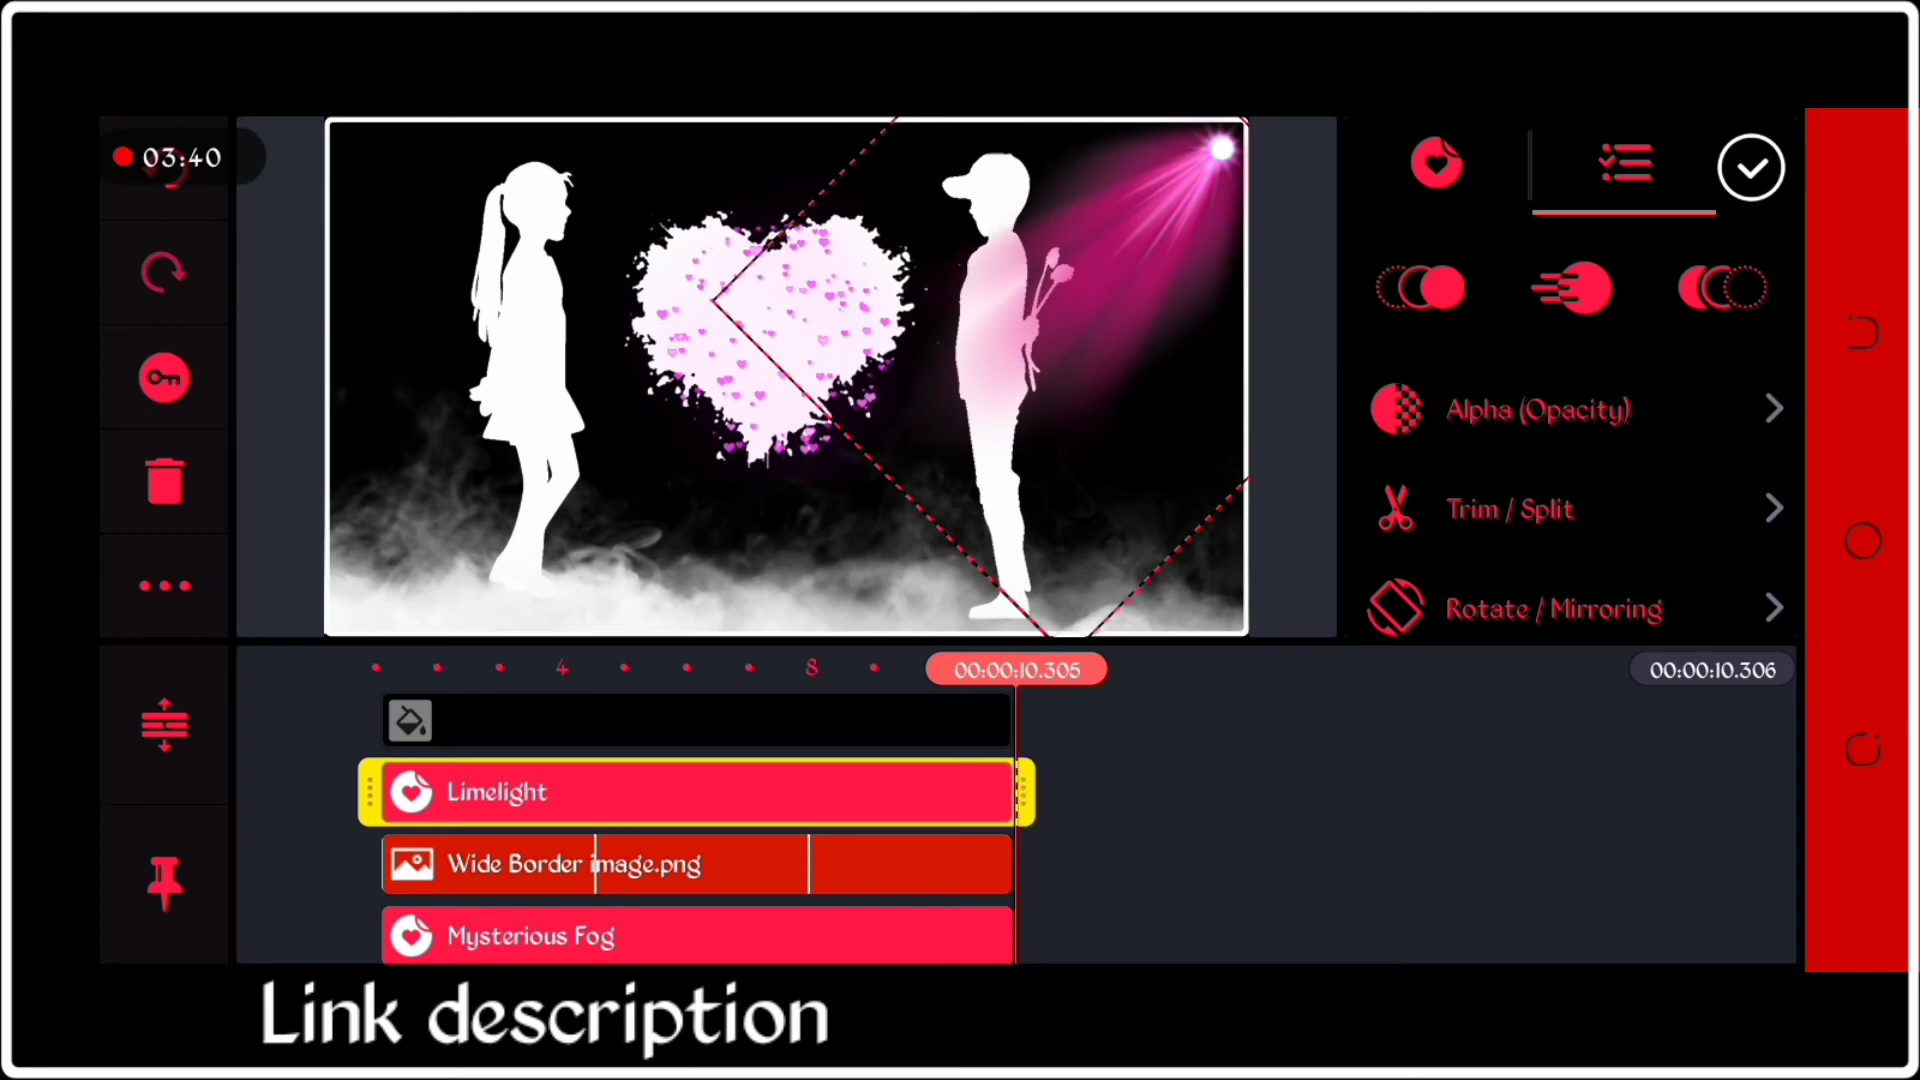 03:40
Alpha (Opacity)
Trim / Split
Rotate / Mirroring
4
8
00:00:10.305
00:00:10.306
Limelight
Wide Border image.png
Mysterious Fog
Link description